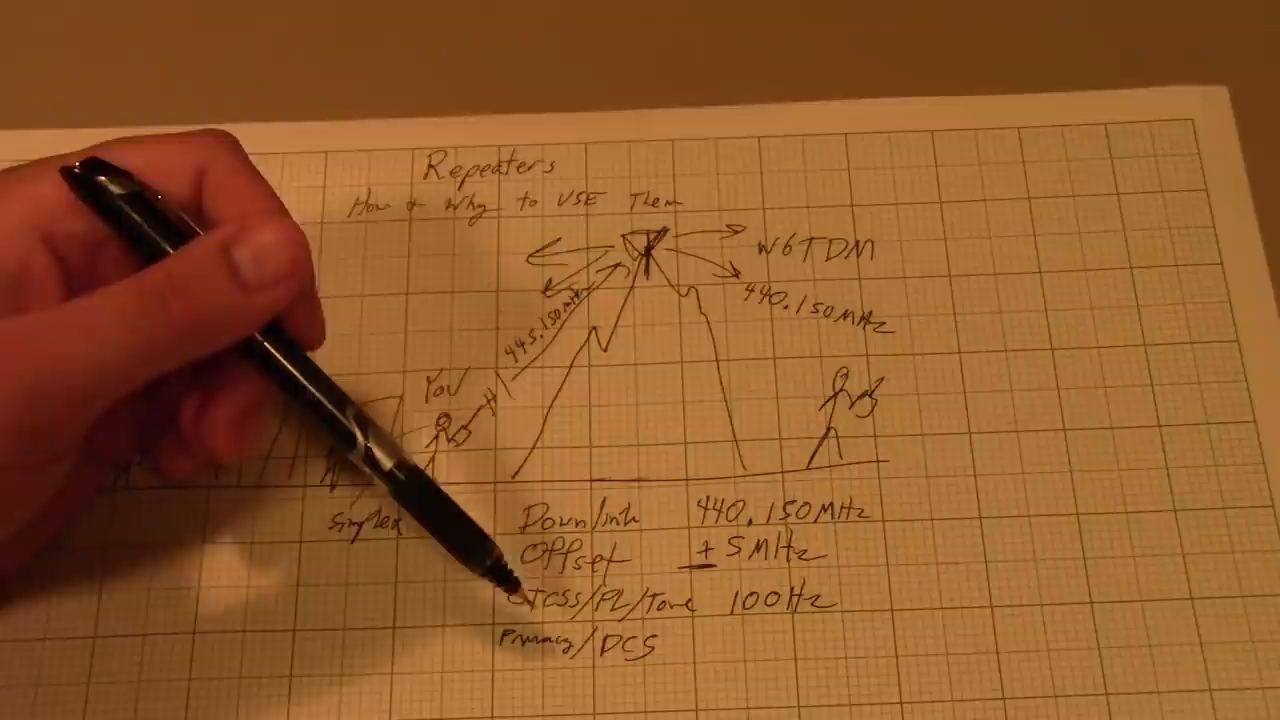 Repeaters
How & Why to USE Them
W6TDM
440.150MHz
445.150MHz
You
Simplex
Downlink 440.150MHz
Offset + 5MHz
CTCSS/PL/Tone 100Hz
Privacy/DCS